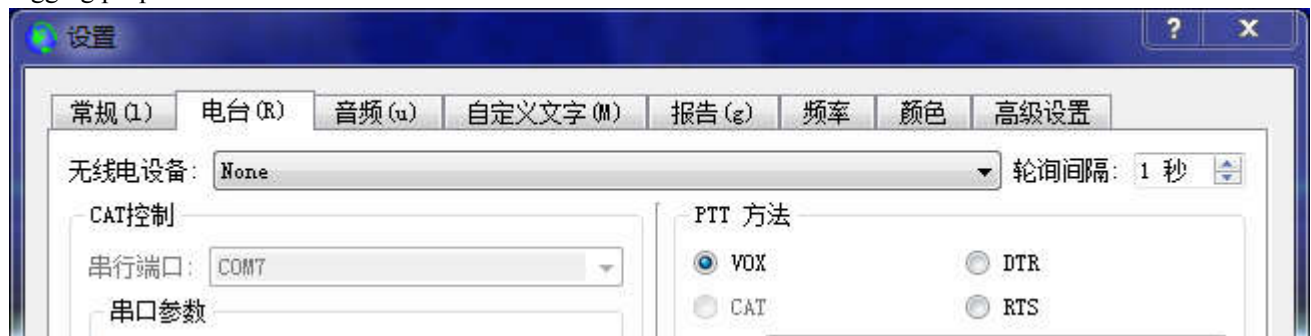 设置
常规(1) 电台(R) 音频(u) 自定义文字(M) 报告(g) 频率 颜色 高级设置
无线电设备: None 轮询间隔: 1 秒
CAT控制 PTT 方法
串行端口: COM7 VOX DTR
串口参数 CAT RTS